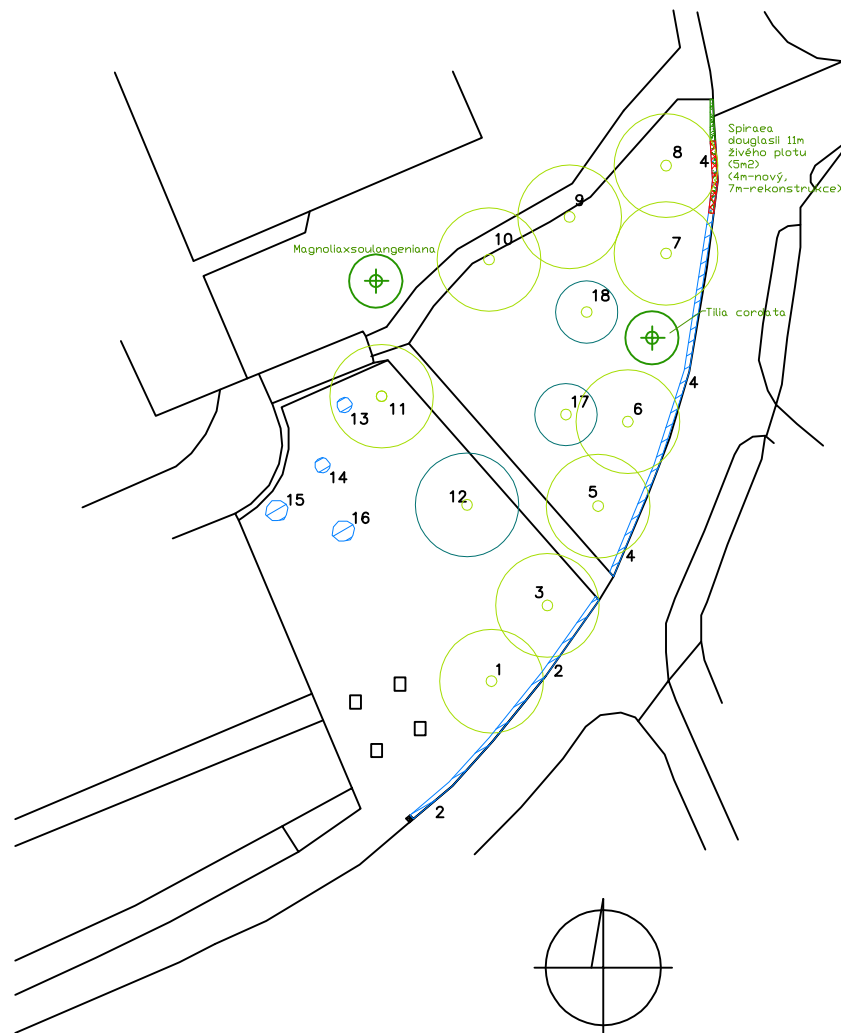 Spiraea
douglasii 11m
živého plotu
(5m2)
(4m-nový,
7m-rekonstrukce)
8
4
9
10
Magnoliaxsoulangeniana
7
18
Tilia cordata
4
11
13
17
6
14
15
12
16
5
4
3
1
2
2